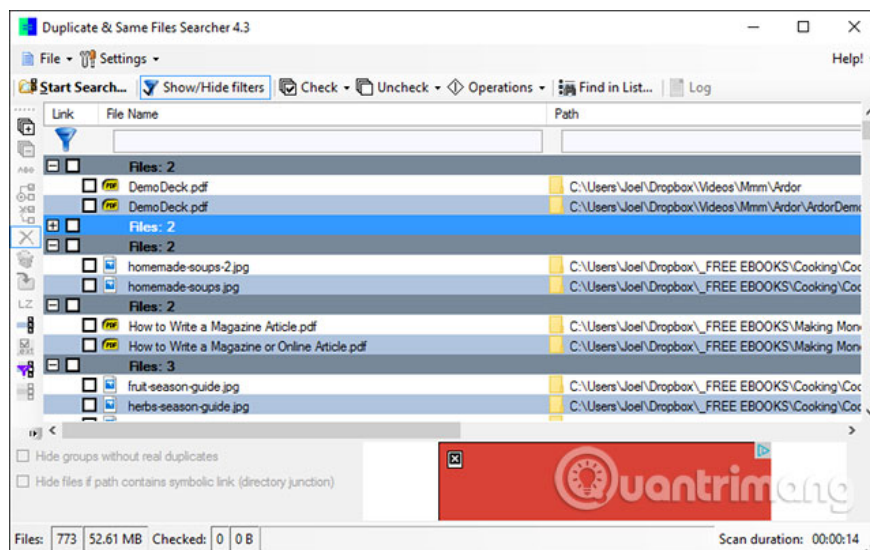 Duplicate & Same Files Searcher 4.3
File Settings Help!
Start Search... Show/Hide filters Check Uncheck Operations Find in List... Log
Link File Name Path
Files: 2
DemoDeck.pdf C:\Users\Joel\Dropbox\Videos\Mmm\Ardor
DemoDeck.pdf C:\Users\Joel\Dropbox\Videos\Mmm\Ardor\ArdorDemo
Files: 2
Files: 2
homemade-soups-2.jpg C:\Users\Joel\Dropbox\_FREE EBOOKS\Cooking\Coo
homemade-soups.jpg C:\Users\Joel\Dropbox\_FREE EBOOKS\Cooking\Coo
LZ Files: 2
How to Write a Magazine Article.pdf C:\Users\Joel\Dropbox\_FREE EBOOKS\Making Mon
How to Write a Magazine or Online Article.pdf C:\Users\Joel\Dropbox\_FREE EBOOKS\Making Mon
Files: 3
fruit-season-guide.jpg C:\Users\Joel\Dropbox\_FREE EBOOKS\Cooking\Coo
herbs-season-guide.jpg C:\Users\Joel\Dropbox\_FREE EBOOKS\Cooking\Coo
Hide groups without real duplicates
Hide files if path contains symbolic link (directory junction)
Quantrimang
Files: 773 52.61 MB Checked: 0 0 B Scan duration: 00:00:14